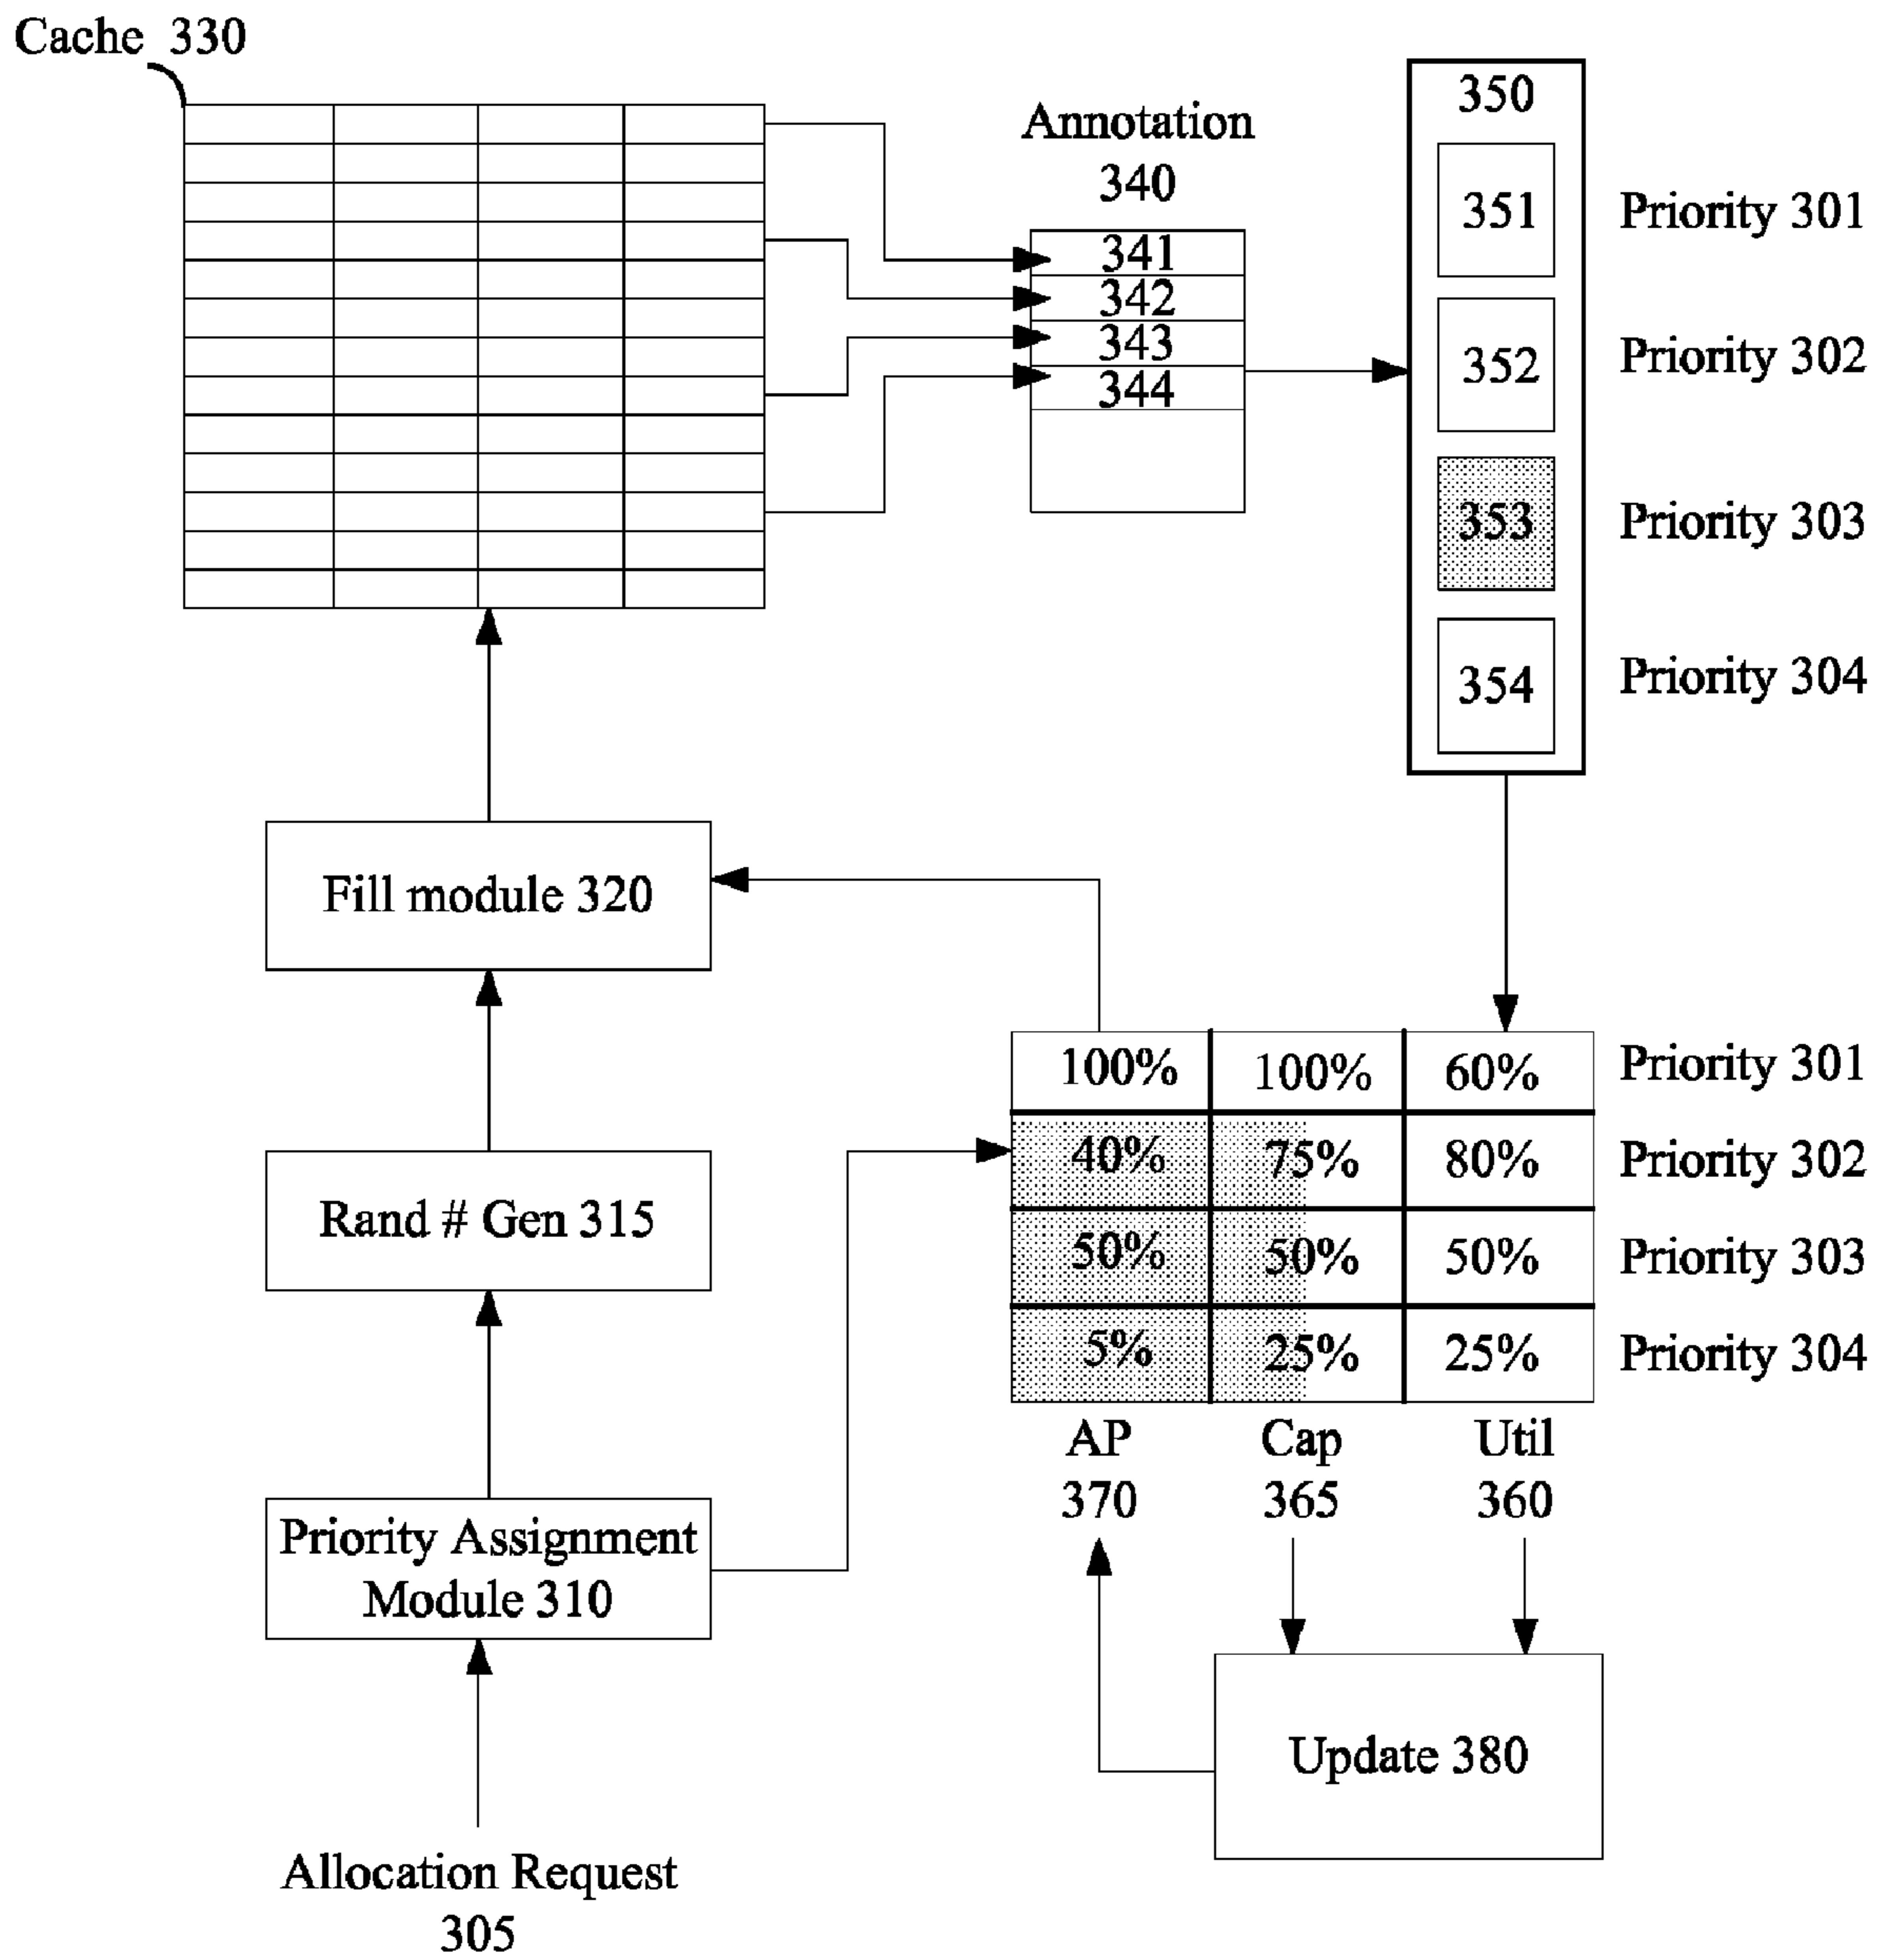 Cache 330
350
Annotation
340
351
Priority 301
341
342
343
344
352
Priority 302
353
Priority 303
354
Priority 304
Fill module 320
100%
100%
60%
Priority 301
40%
75%
80%
Priority 302
Rand # Gen 315
50%
50%
50%
Priority 303
5%
25%
25%
Priority 304
AP
370
Cap
365
Util
360
Priority Assignment
Module 310
Update 380
Allocation Request
305